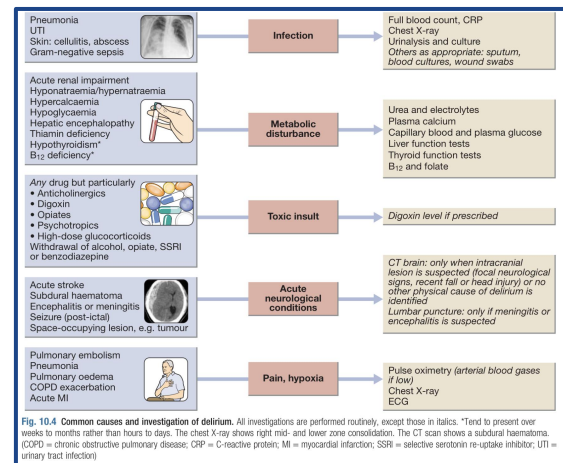 Pneumonia
UTI
Skin: cellulitis, abscess
Gram-negative sepsis
Infection
Full blood count, CRP
Chest X-ray
Urinalysis and culture
Others as appropriate: sputum,
blood cultures, wound swabs
Acute renal impairment
Hyponatraemia/hypernatraemia
Hypercalcaemia
Hypoglycaemia
Hepatic encephalopathy
Thiamin deficiency
Hypothyroidism*
B12 deficiency*
Metabolic
disturbance
Urea and electrolytes
Plasma calcium
Capillary blood and plasma glucose
Liver function tests
Thyroid function tests
B12 and folate
Any drug but particularly
• Anticholinergics
• Digoxin
• Opiates
• Psychotropics
• High-dose glucocorticoids
Withdrawal of alcohol, opiate, SSRI
or benzodiazepine
Toxic insult
Digoxin level if prescribed
Acute stroke
Subdural haematoma
Encephalitis or meningitis
Seizure (post-ictal)
Space-occupying lesion, e.g. tumour
Acute
neurological
conditions
CT brain: only when intracranial
lesion is suspected (focal neurological
signs, recent fall or head injury) or no
other physical cause of delirium is
identified
Lumbar puncture: only if meningitis or
encephalitis is suspected
Pulmonary embolism
Pneumonia
Pulmonary oedema
COPD exacerbation
Acute MI
Pain, hypoxia
Pulse oximetry (arterial blood gases
if low)
Chest X-ray
ECG
Fig. 10.4 Common causes and investigation of delirium. All investigations are performed routinely, except those in italics. *Tend to present over
weeks to months rather than hours to days. The chest X-ray shows right mid- and lower zone consolidation. The CT scan shows a subdural haematoma.
(COPD = chronic obstructive pulmonary disease; CRP = C-reactive protein; MI = myocardial infarction; SSRI = selective serotonin re-uptake inhibitor; UTI =
urinary tract infection)